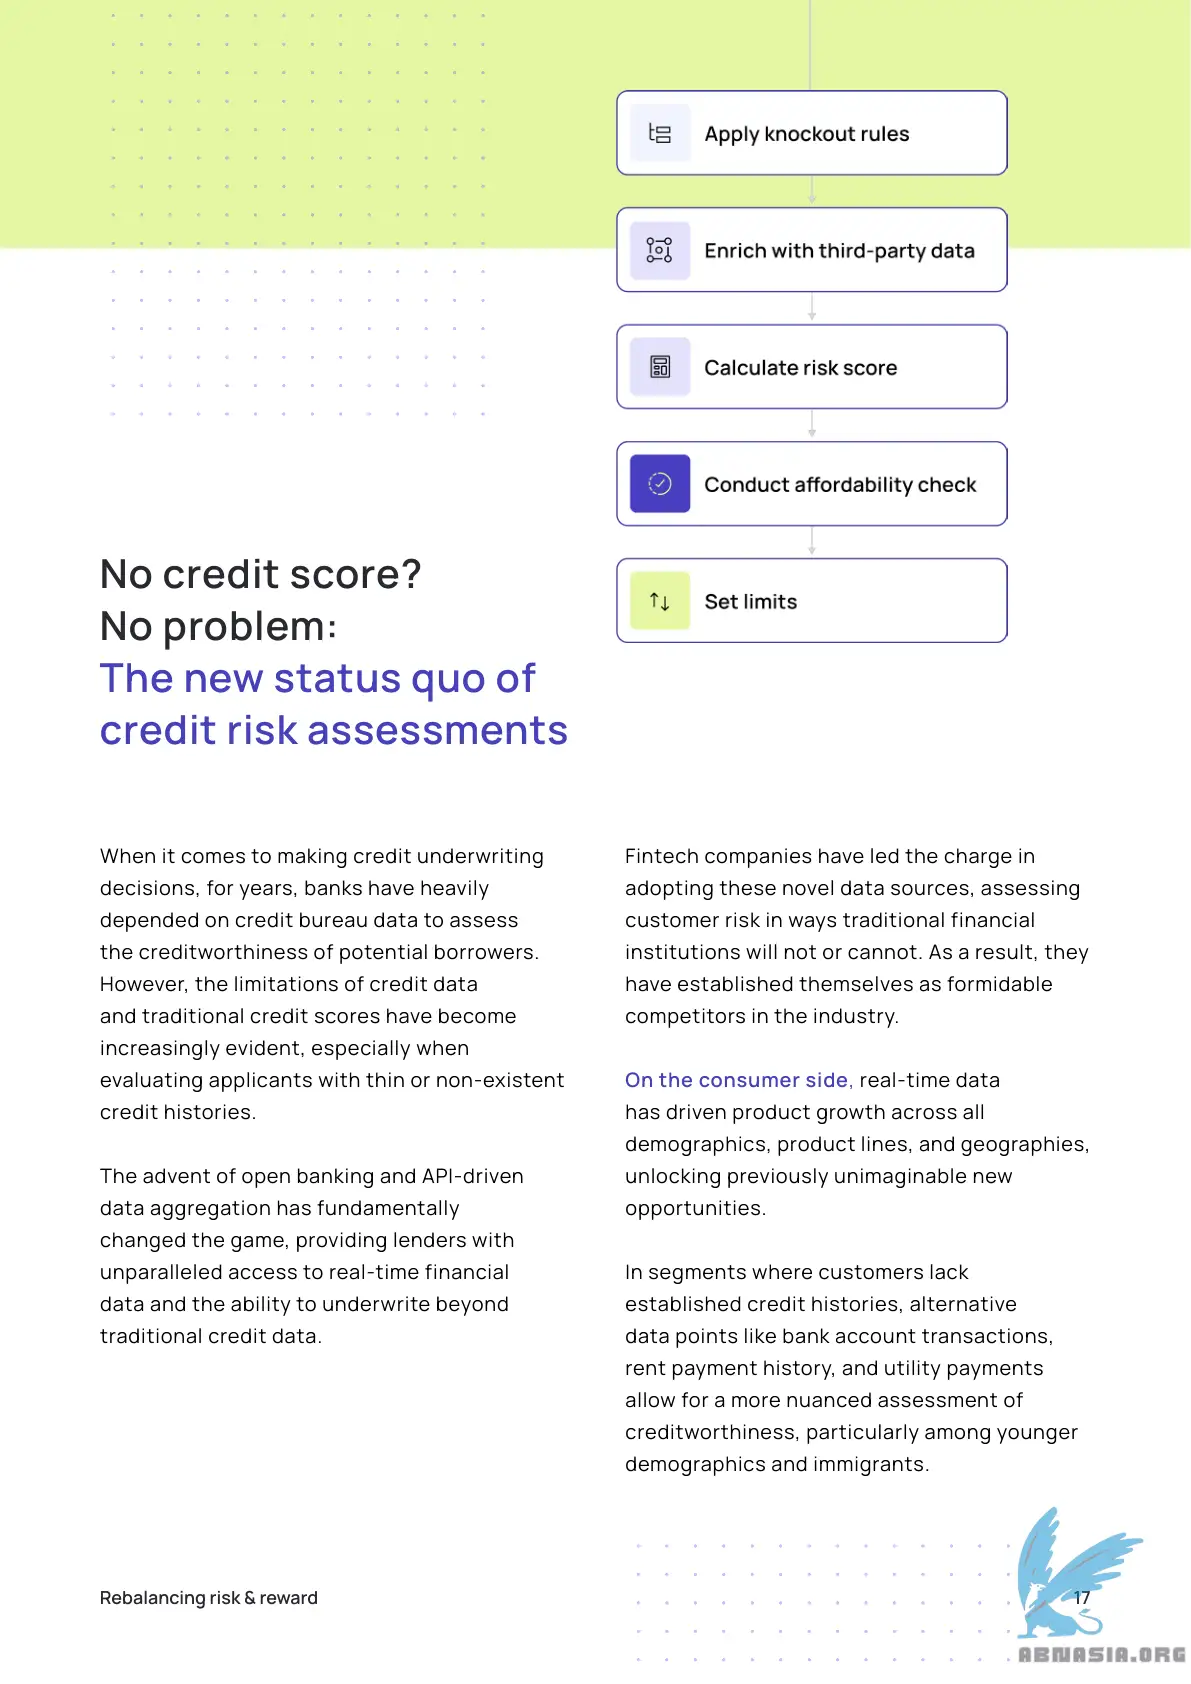 Apply knockout rules
Enrich with third-party data
Calculate risk score
Conduct affordability check
Set limits
No credit score?
No problem:
The new status quo of
credit risk assessments
When it comes to making credit underwriting
decisions, for years, banks have heavily
depended on credit bureau data to assess
the creditworthiness of potential borrowers.
However, the limitations of credit data
and traditional credit scores have become
increasingly evident, especially when
evaluating applicants with thin or non-existent
credit histories.
The advent of open banking and API-driven
data aggregation has fundamentally
changed the game, providing lenders with
unparalleled access to real-time financial
data and the ability to underwrite beyond
traditional credit data.
Fintech companies have led the charge in
adopting these novel data sources, assessing
customer risk in ways traditional financial
institutions will not or cannot. As a result, they
have established themselves as formidable
competitors in the industry.
On the consumer side, real-time data
has driven product growth across all
demographics, product lines, and geographies,
unlocking previously unimaginable new
opportunities.
In segments where customers lack
established credit histories, alternative
data points like bank account transactions,
rent payment history, and utility payments
allow for a more nuanced assessment of
creditworthiness, particularly among younger
demographics and immigrants.
Rebalancing risk & reward
17
ABNASIA.ORG